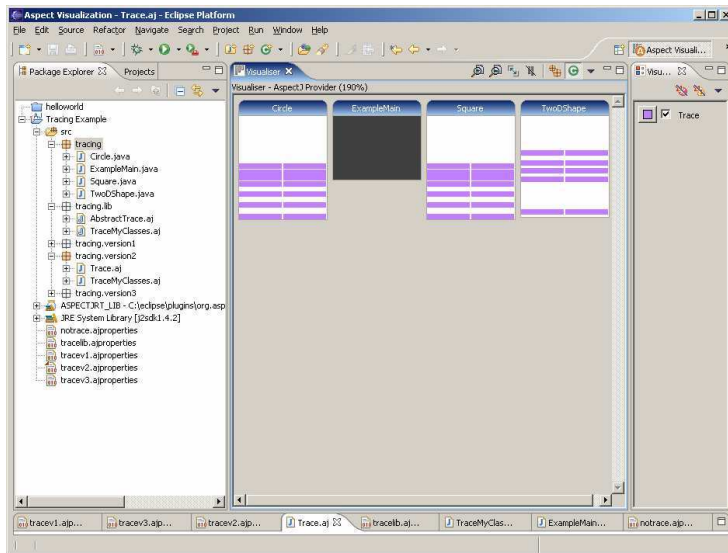 Aspect Visualization - Trace.aj - Eclipse Platform
File Edit Source Refactor Navigate Search Project Run Window Help
Aspect Visuali...
Package Explorer Projects
helloworld
Tracing Example
src
tracing
Circle.java
ExampleMain.java
Square.java
TwoDShape.java
tracing.lib
AbstractTrace.aj
TraceMyClasses.aj
tracing.version1
tracing.version2
Trace.aj
TraceMyClasses.aj
tracing.version3
ASPECTJRT_LIB - C:\eclipse\plugins\org.asp
JRE System Library [j2sdk1.4.2]
notrace.ajproperties
tracelib.ajproperties
tracev1.ajproperties
tracev2.ajproperties
tracev3.ajproperties
Visualiser
Visualiser - AspectJ Provider (190%)
Circle ExampleMain Square TwoDShape
Visu...
Trace
tracev1.ajp... tracev3.ajp... tracev2.ajp... Trace.aj tracelib.aj... TraceMyClas... ExampleMain... notrace.ajp...